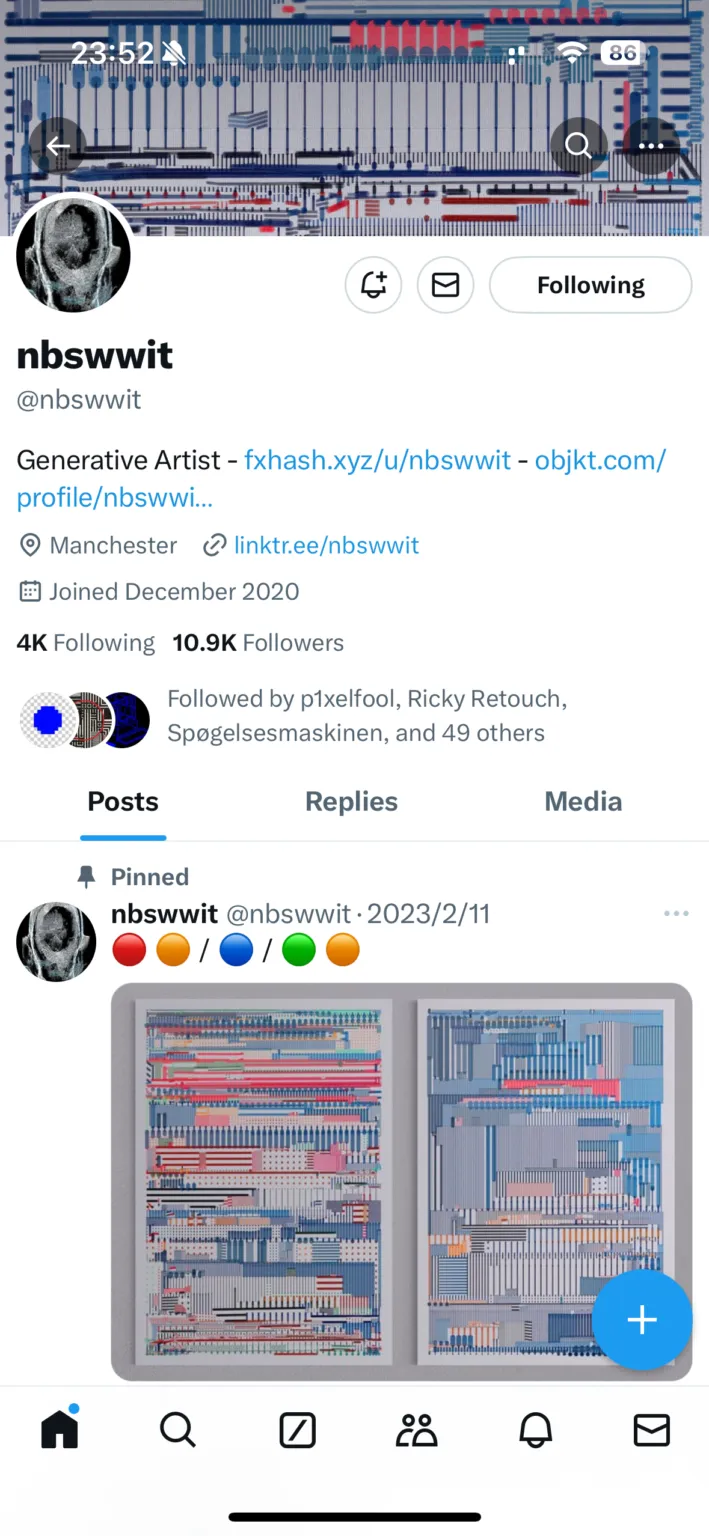 23:52 86
Following
nbswwit
@nbswwit
Generative Artist - fxhash.xyz/u/nbswwit - objkt.com/
profile/nbswwi...
Manchester linktr.ee/nbswwit
Joined December 2020
4K Following 10.9K Followers
Followed by p1xelfool, Ricky Retouch,
Spøgelsesmaskinen, and 49 others
Posts Replies Media
Pinned
nbswwit @nbswwit · 2023/2/11
🔴 🟠 / 🔵 / 🟢 🟠